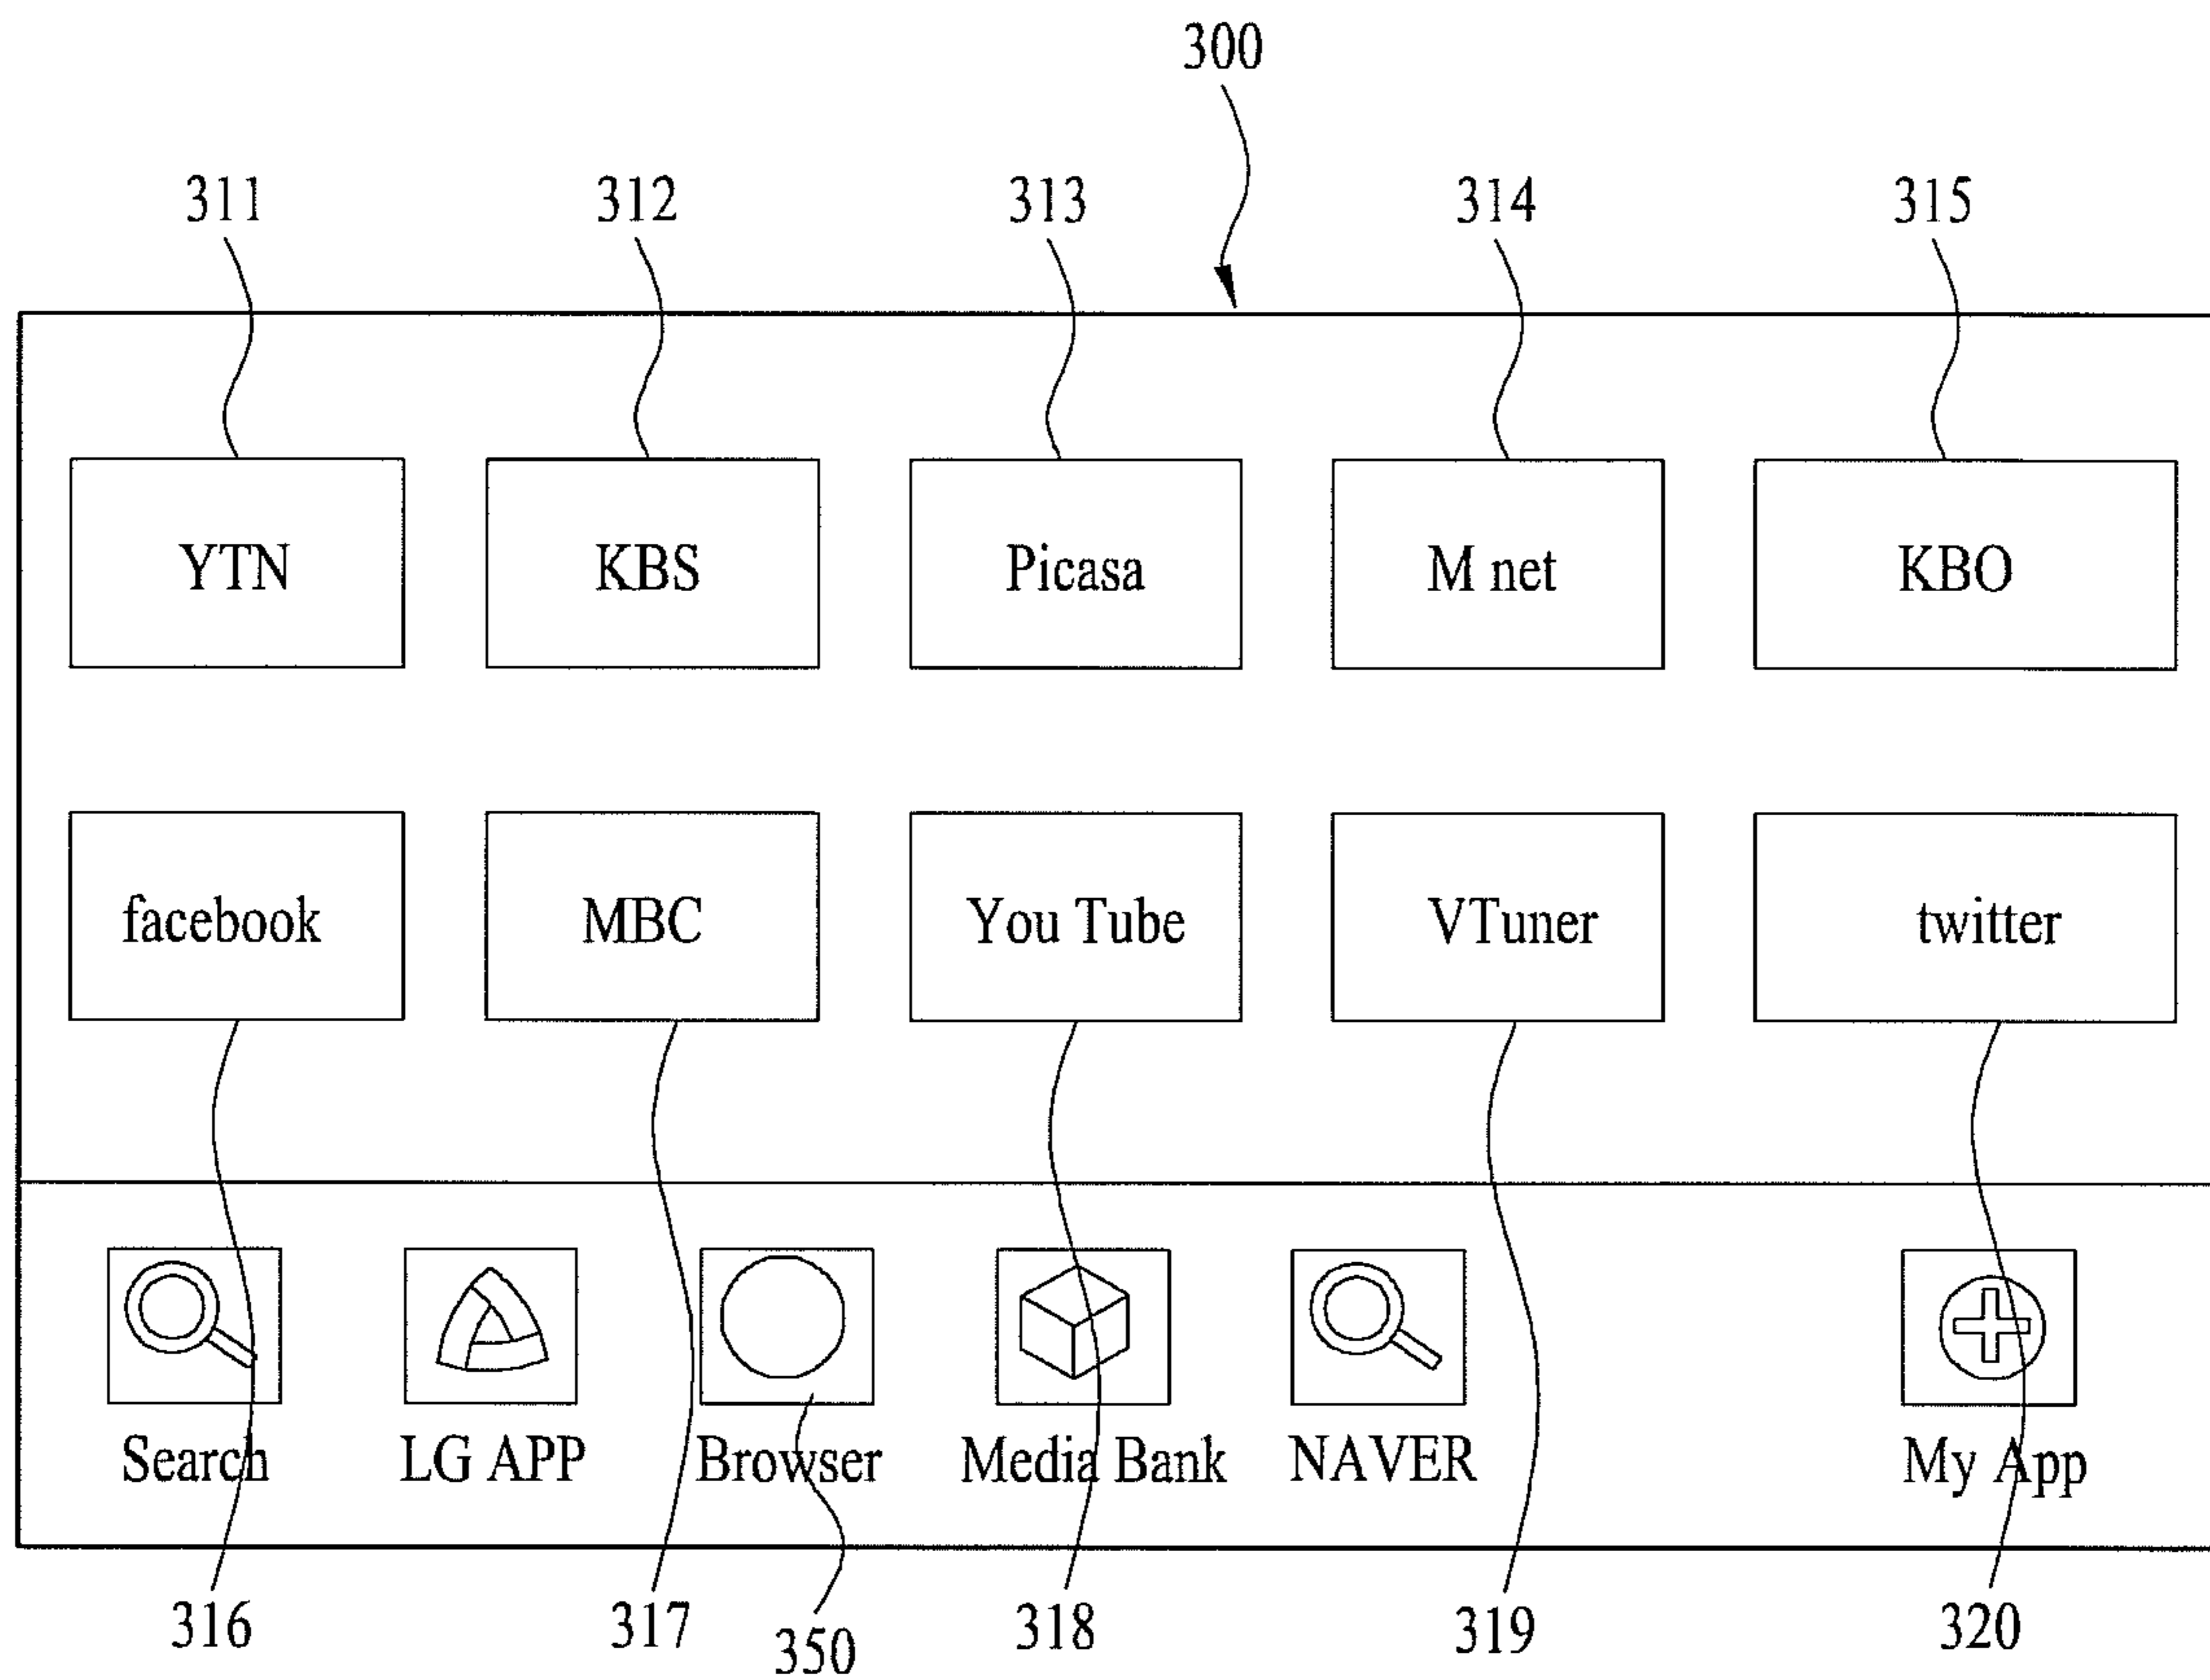 300
311 312 313 314 315
YTN KBS Picasa M net KBO
facebook MBC You Tube VTuner twitter
Search LG APP Browser Media Bank NAVER My App
316 317 350 318 319 320